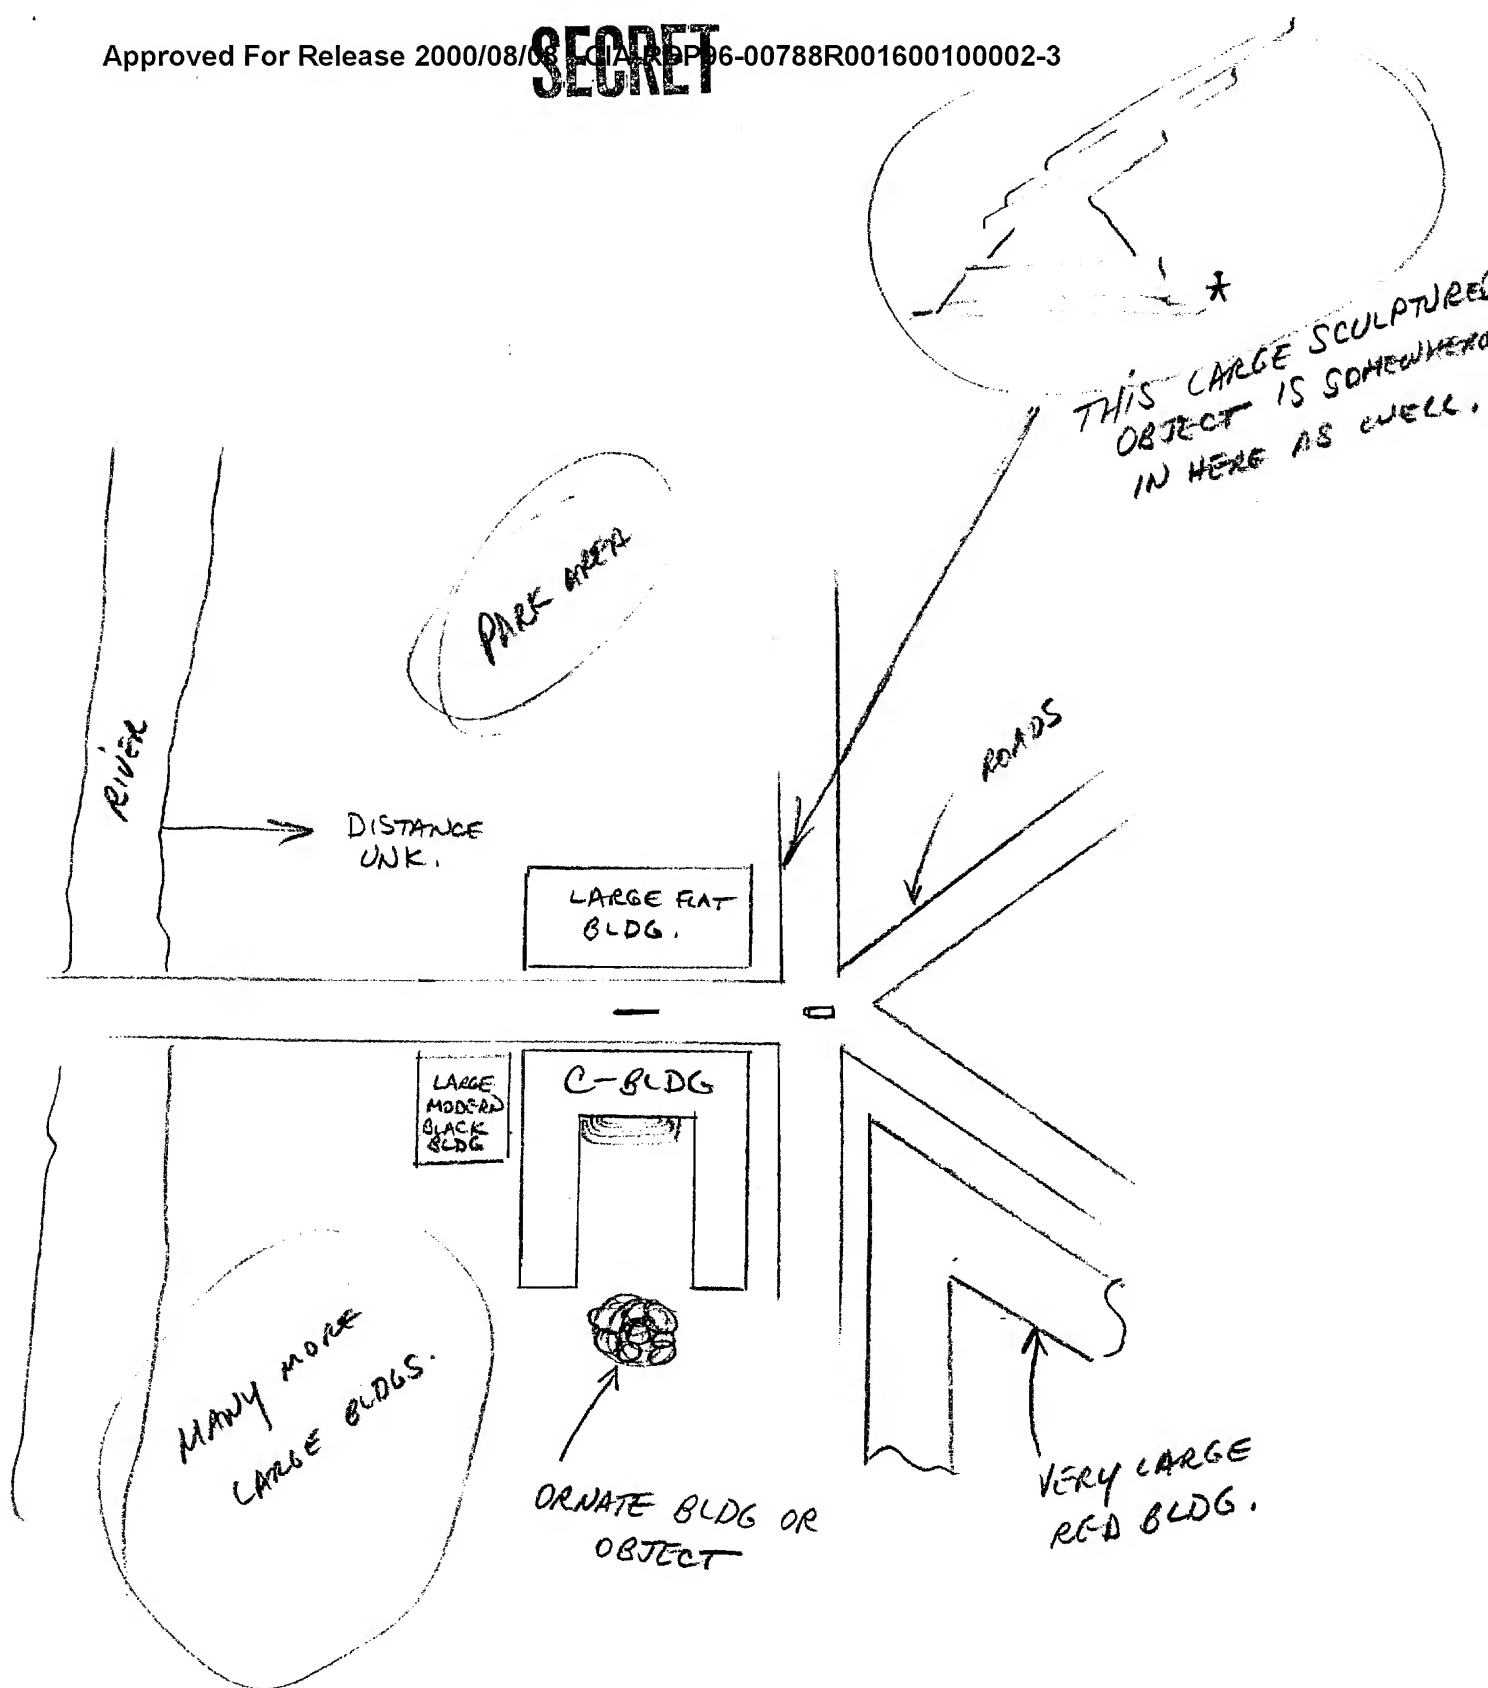 SECRET
Approved For Release 2000/08/08 : CIA-RDP96-00788R001600100002-3
*
THIS LARGE SCULPTURED
OBJECT IS SOMEWHERE
IN HERE AS WELL.
PARK AREA
RIVER
ROADS
DISTANCE
UNK.
LARGE FLAT
BLDG.
LARGE
MODERN
BLACK
BLDG
C-BLDG
MANY MORE
LARGE BLDGS.
ORNATE BLDG OR
OBJECT
VERY LARGE
RED BLDG.